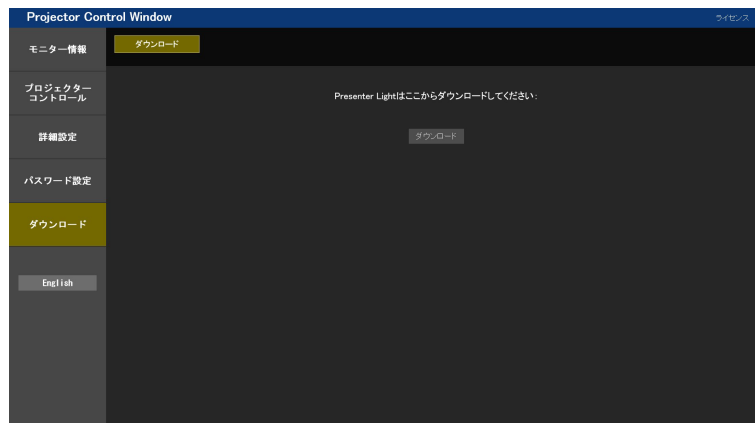 Projector Control Window
ライセンス
モニター情報
ダウンロード
プロジェクター
コントロール
Presenter Lightはここからダウンロードしてください:
ダウンロード
詳細設定
パスワード設定
ダウンロード
English